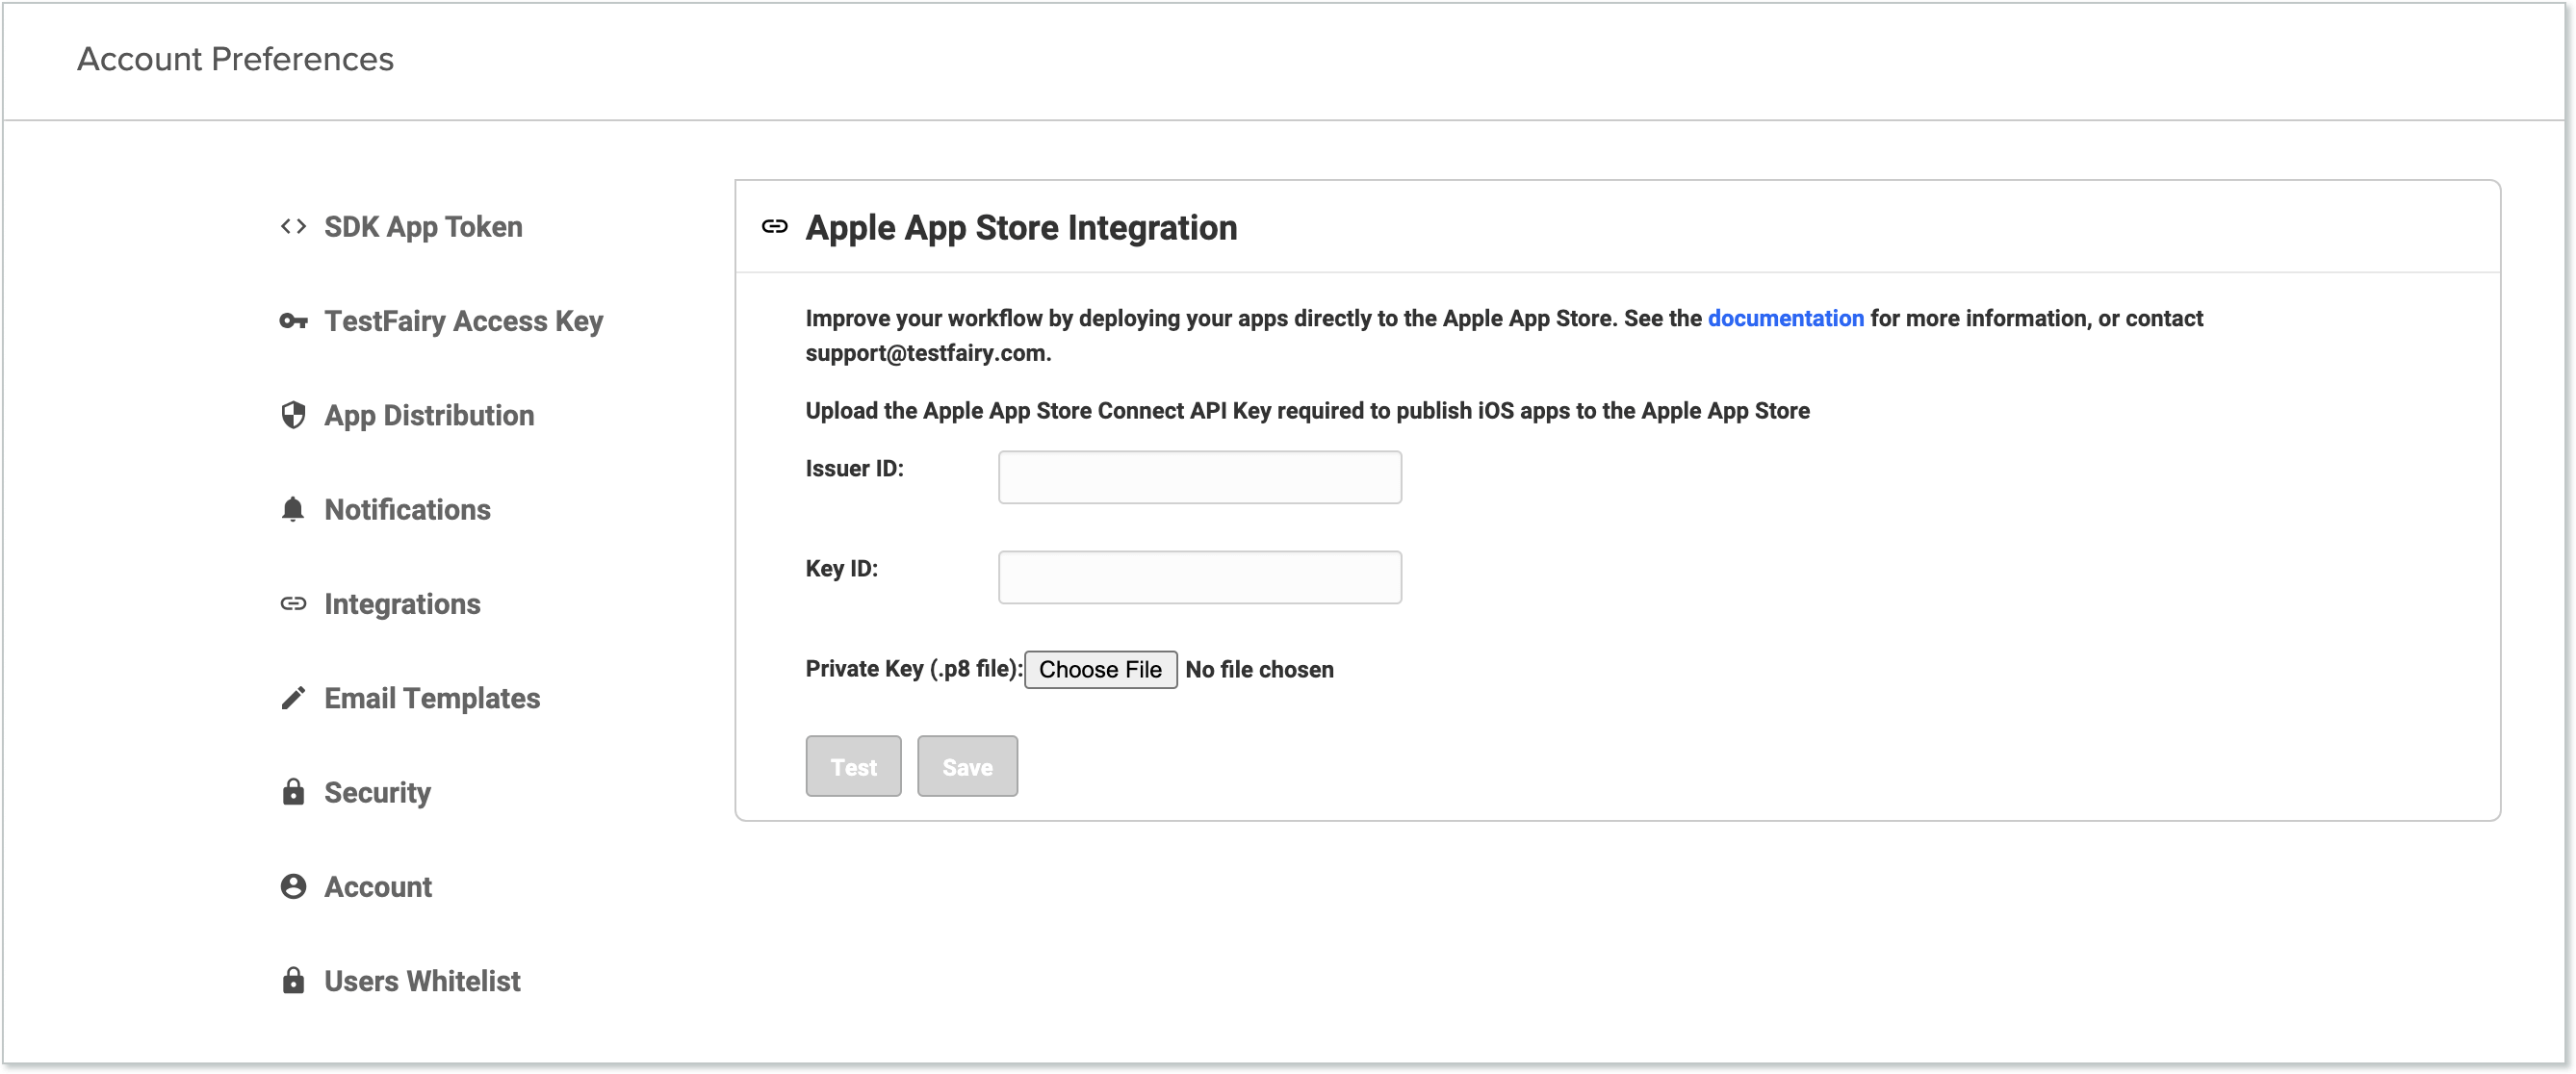 Account Preferences
SDK App Token
TestFairy Access Key
App Distribution
Notifications
Integrations
Email Templates
Security
Account
Users Whitelist
Apple App Store Integration
Improve your workflow by deploying your apps directly to the Apple App Store. See the documentation for more information, or contact
support@testfairy.com.
Upload the Apple App Store Connect API Key required to publish iOS apps to the Apple App Store
Issuer ID:
Key ID:
Private Key (.p8 file): Choose File No file chosen
Test Save